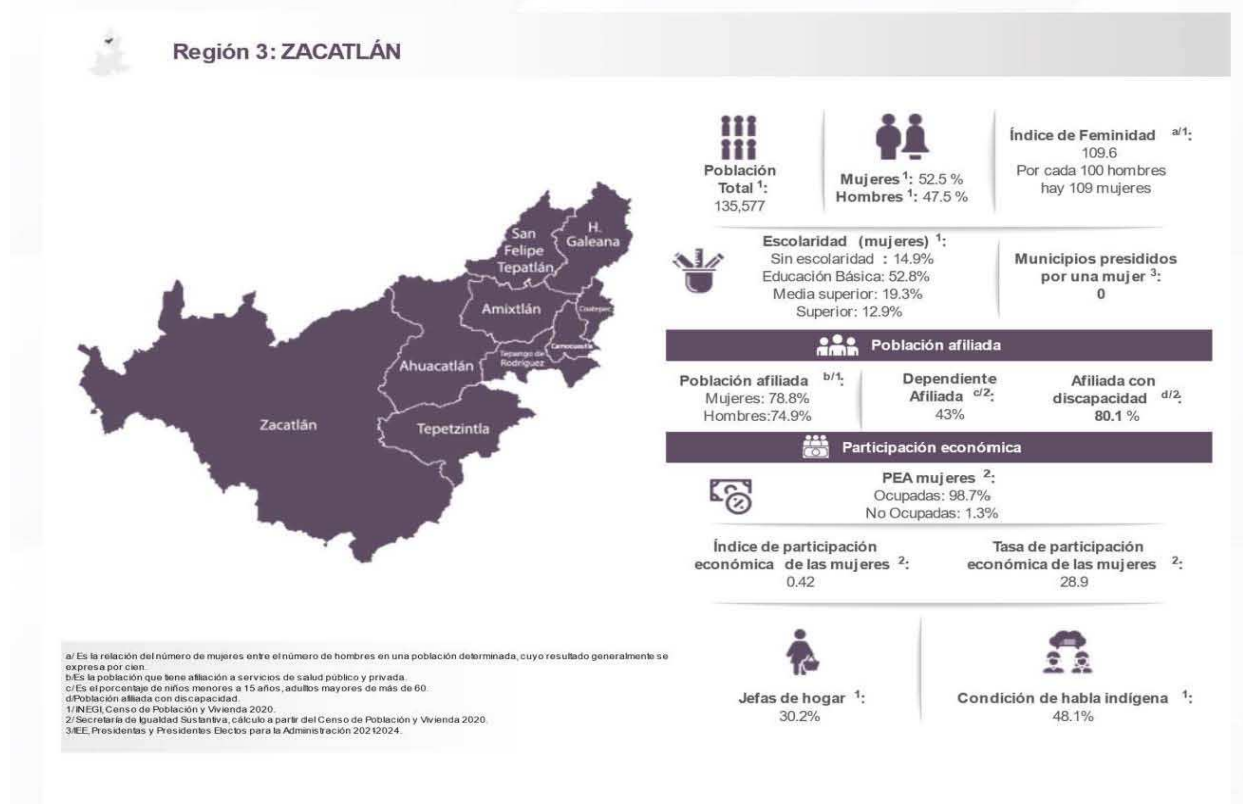 Región 3: ZACATLÁN
San
Felipe
Tepatlán
H.
Galeana
Amixtlán
Coatepec
Camocuautla
Tepango de
Rodríguez
Ahuacatlán
Zacatlán
Tepetzintla
Población
Total 1:
135,577
Mujeres 1: 52.5 %
Hombres 1: 47.5 %
Índice de Feminidad a/1:
109.6
Por cada 100 hombres
hay 109 mujeres
Escolaridad (mujeres) 1:
Sin escolaridad : 14.9%
Educación Básica: 52.8%
Media superior: 19.3%
Superior: 12.9%
Municipios presididos
por una mujer 3:
0
Población afiliada
Población afiliada b/1:
Mujeres: 78.8%
Hombres:74.9%
Dependiente
Afiliada c/2:
43%
Afiliada con
discapacidad d/2:
80.1 %
Participación económica
PEA mujeres 2:
Ocupadas: 98.7%
No Ocupadas: 1.3%
Índice de participación
económica de las mujeres 2:
0.42
Tasa de participación
económica de las mujeres 2:
28.9
Jefas de hogar 1:
30.2%
Condición de habla indígena 1:
48.1%
a/ Es la relación del número de mujeres entre el número de hombres en una población determinada, cuyo resultado generalmente se
expresa por cien.
b/Es la población que tiene afiliación a servicios de salud público y privada.
c/Es el porcentaje de niños menores a 15 años, adultos mayores de más de 60.
d/Población afiliada con discapacidad.
1/INEGI, Censo de Población y Vivienda 2020.
2/Secretaría de Igualdad Sustantiva, cálculo a partir del Censo de Población y Vivienda 2020.
3/IEE, Presidentas y Presidentes Electos para la Administración 20212024.